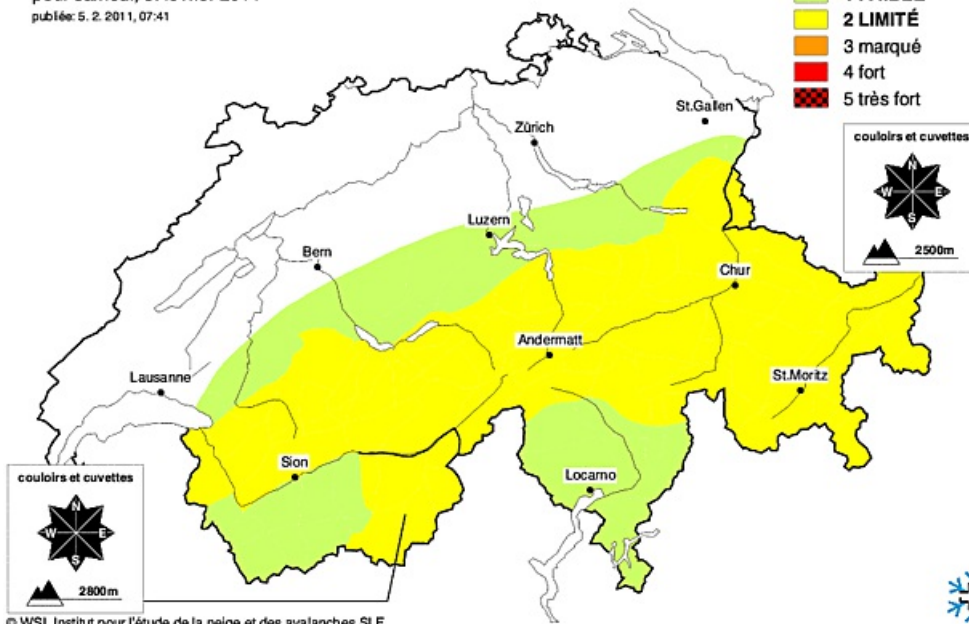 publiée: 5. 2. 2011, 07:41
2 LIMITÉ
3 marqué
4 fort
5 très fort
St.Gallen
Zürich
couloirs et cuvettes
N
W E
S
2500m
Luzern
Bern
Chur
Andermatt
St.Moritz
Lausanne
Sion
Locarno
couloirs et cuvettes
N
W E
S
2800m
© WSL Institut pour l'étude de la neige et des avalanches SLF